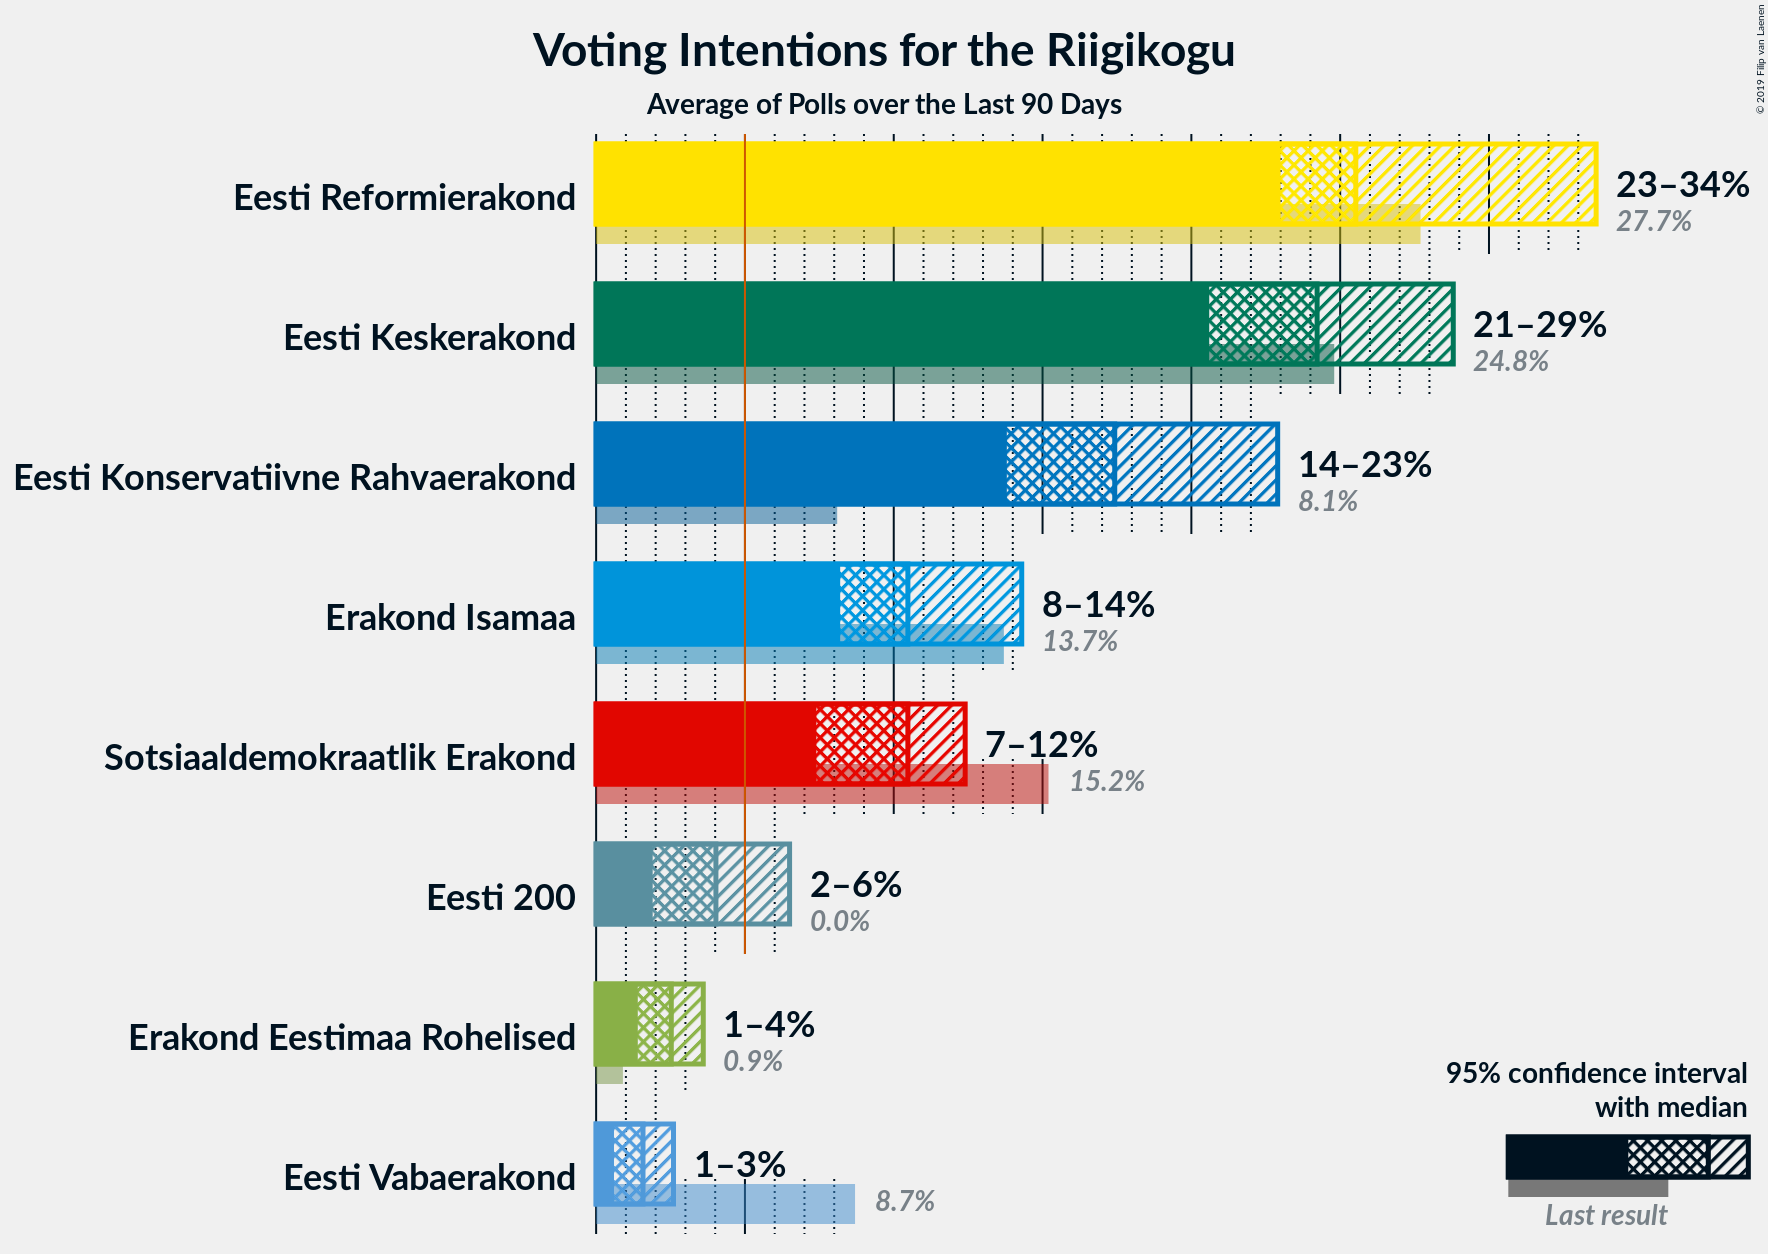 Voting Intentions for the Riigikogu
Average of Polls over the Last 90 Days
© 2019 Filip van Laenen
Eesti Reformierakond
23–34%
27.7%
Eesti Keskerakond
21–29%
24.8%
Eesti Konservatiivne Rahvaerakond
14–23%
8.1%
Erakond Isamaa
8–14%
13.7%
Sotsiaaldemokraatlik Erakond
7–12%
15.2%
Eesti 200
2–6%
0.0%
Erakond Eestimaa Rohelised
1–4%
0.9%
Eesti Vabaerakond
1–3%
8.7%
95% confidence interval
with median
Last result